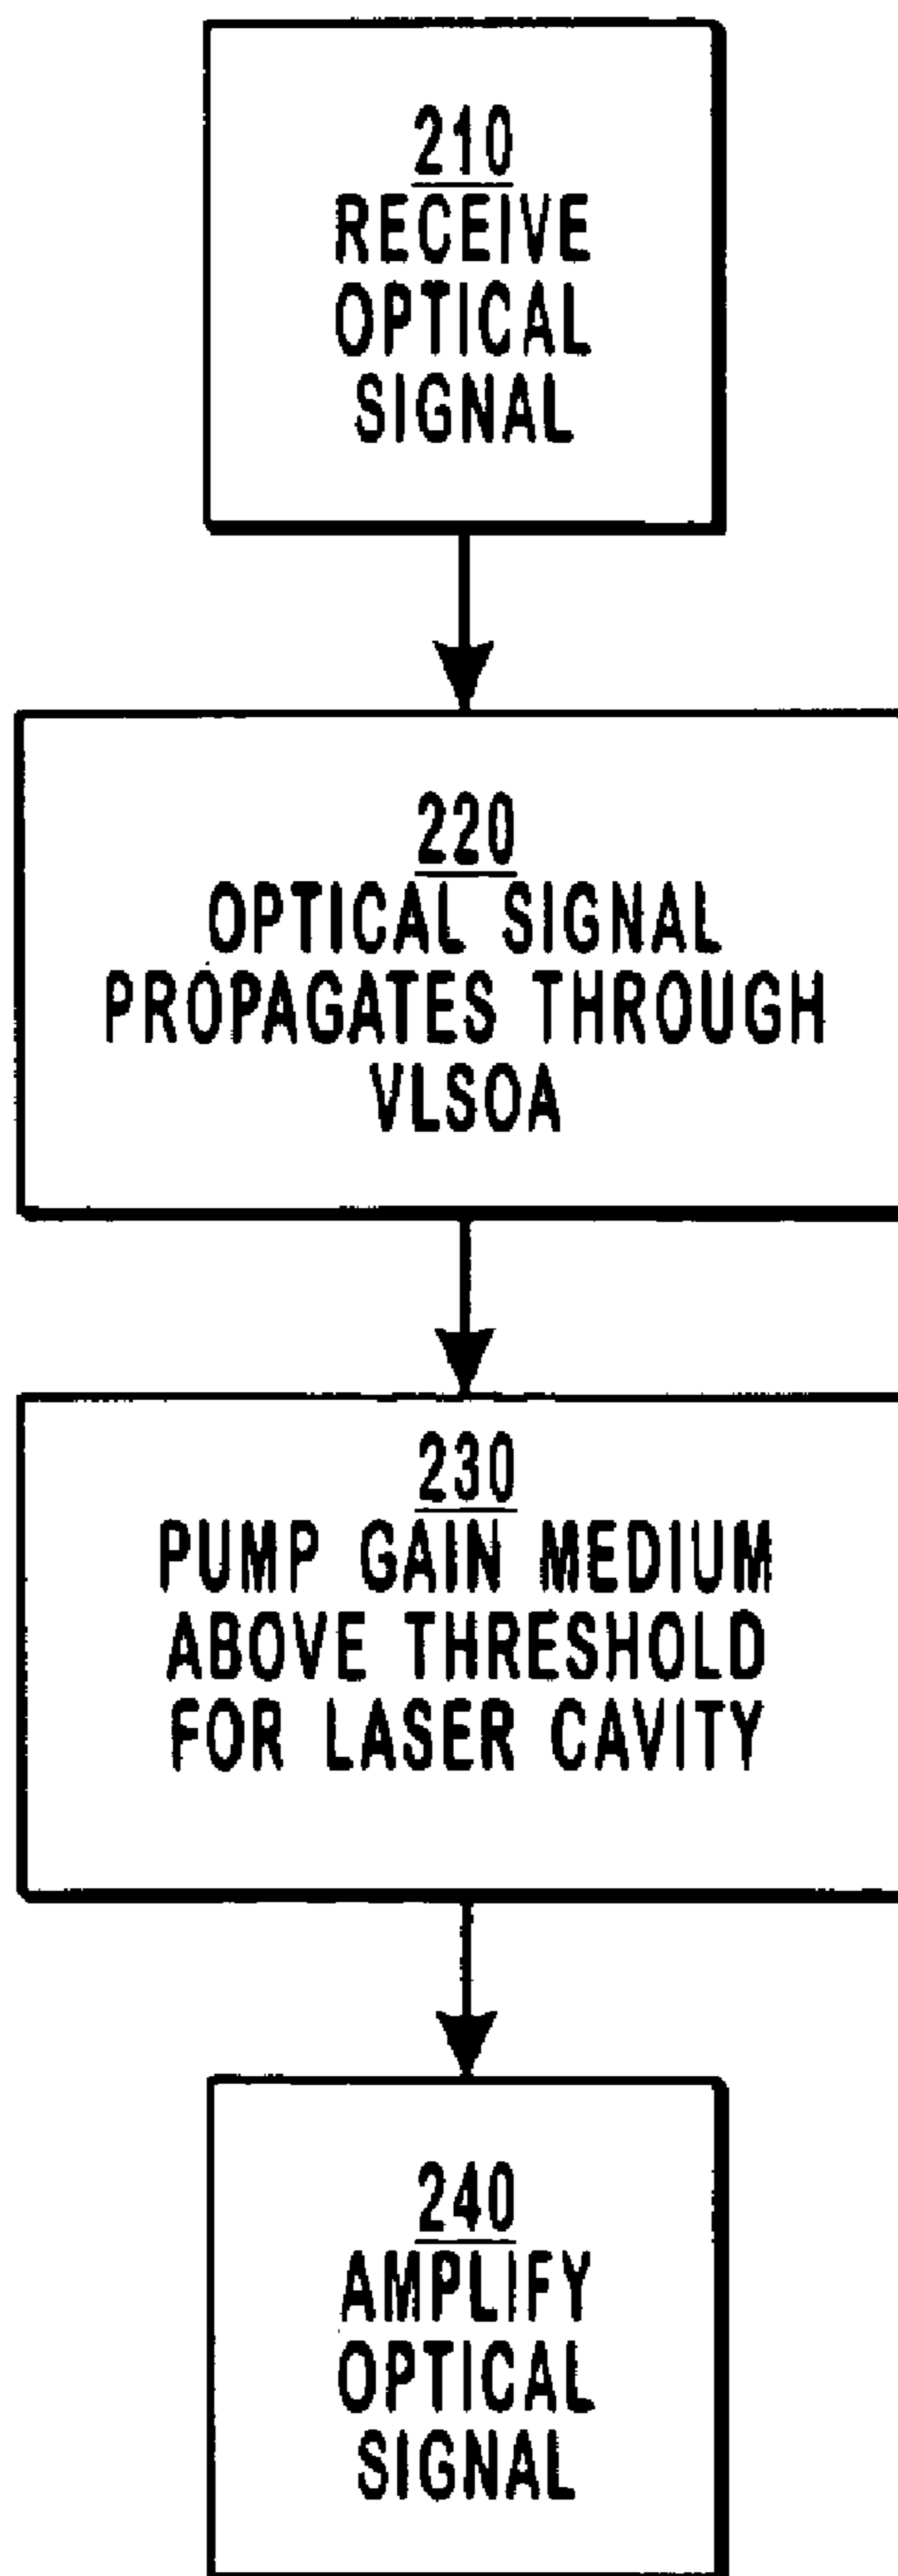 210
RECEIVE
OPTICAL
SIGNAL
220
OPTICAL SIGNAL
PROPAGATES THROUGH
VLSOA
230
PUMP GAIN MEDIUM
ABOVE THRESHOLD
FOR LASER CAVITY
240
AMPLIFY
OPTICAL
SIGNAL